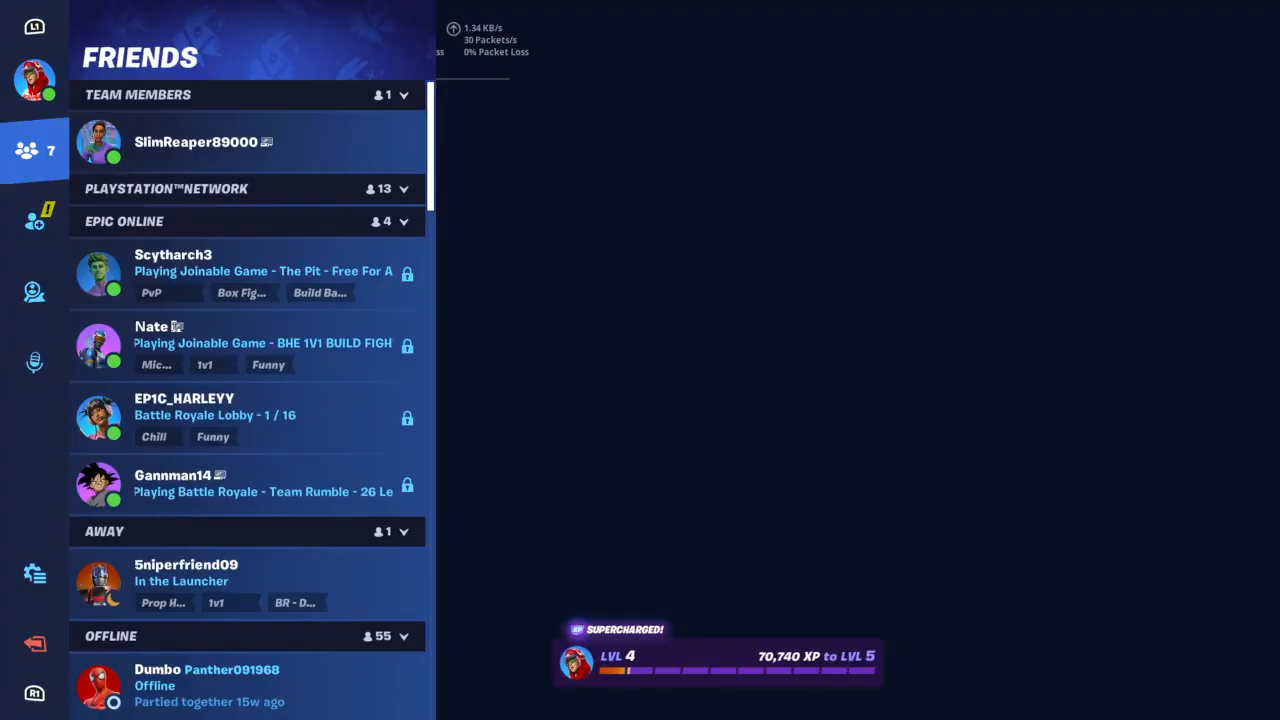 L1
1.34 KB/s
30 Packets/s
ss 0% Packet Loss
FRIENDS
TEAM MEMBERS 1
SlimReaper89000
7
PLAYSTATION™NETWORK 13
EPIC ONLINE 4
Scytharch3
Playing Joinable Game - The Pit - Free For A
PvP Box Fig... Build Ba...
Nate
Playing Joinable Game - BHE 1V1 BUILD FIGH
Mic... 1v1 Funny
EP1C_HARLEYY
Battle Royale Lobby - 1 / 16
Chill Funny
Gannman14
Playing Battle Royale - Team Rumble - 26 Le
AWAY 1
5niperfriend09
In the Launcher
Prop H... 1v1 BR - D...
OFFLINE 55
Dumbo Panther091968
Offline
Partied together 15w ago
R1
XP SUPERCHARGED!
LVL 4 70,740 XP to LVL 5